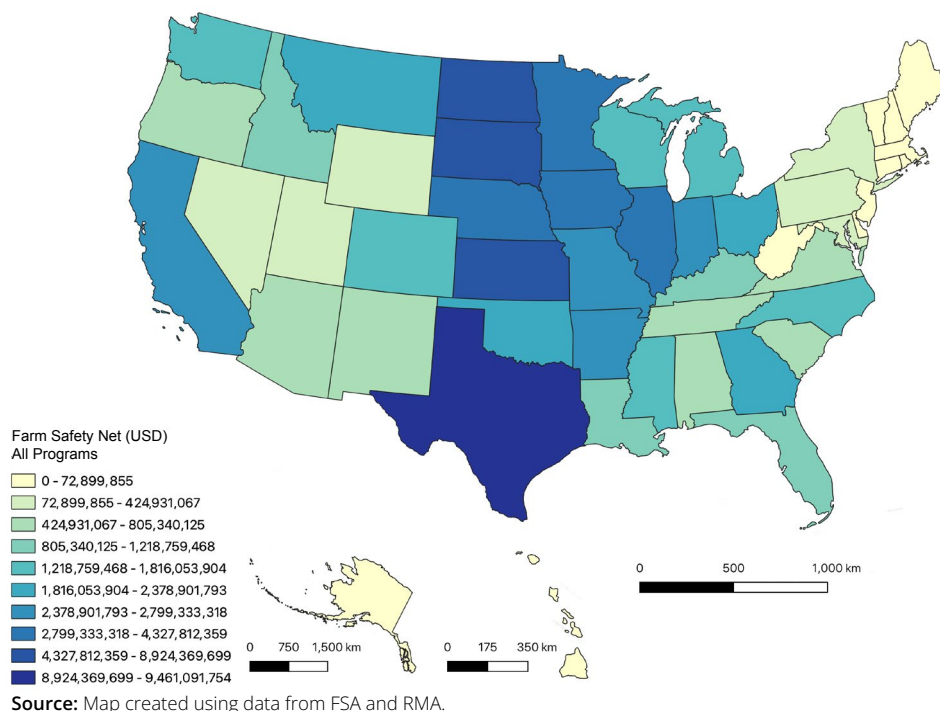 Farm Safety Net (USD)
All Programs
0 - 72,899,855
72,899,855 - 424,931,067
424,931,067 - 805,340,125
805,340,125 - 1,218,759,468
1,218,759,468 - 1,816,053,904
1,816,053,904 - 2,378,901,793
2,378,901,793 - 2,799,333,318
2,799,333,318 - 4,327,812,359
4,327,812,359 - 8,924,369,699
8,924,369,699 - 9,461,091,754
0 750 1,500 km
0 175 350 km
0 500 1,000 km
Source: Map created using data from FSA and RMA.